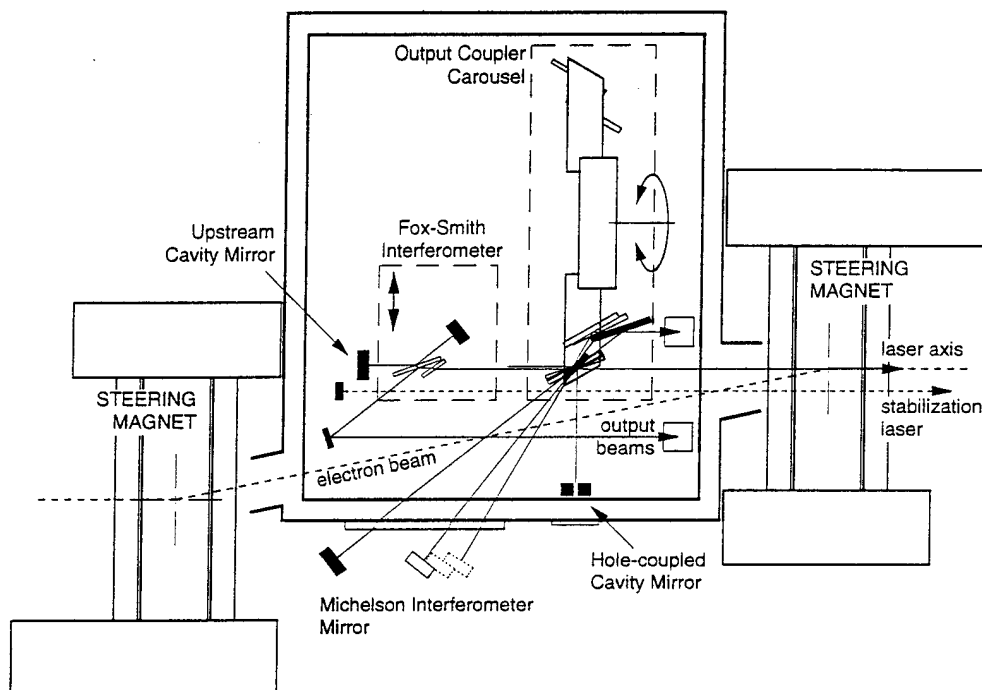 Output Coupler
Carousel
Fox-Smith
Interferometer
Upstream
Cavity Mirror
STEERING
MAGNET
STEERING
MAGNET
laser axis
stabilization
laser
output
beams
electron beam
Hole-coupled
Cavity Mirror
Michelson Interferometer
Mirror